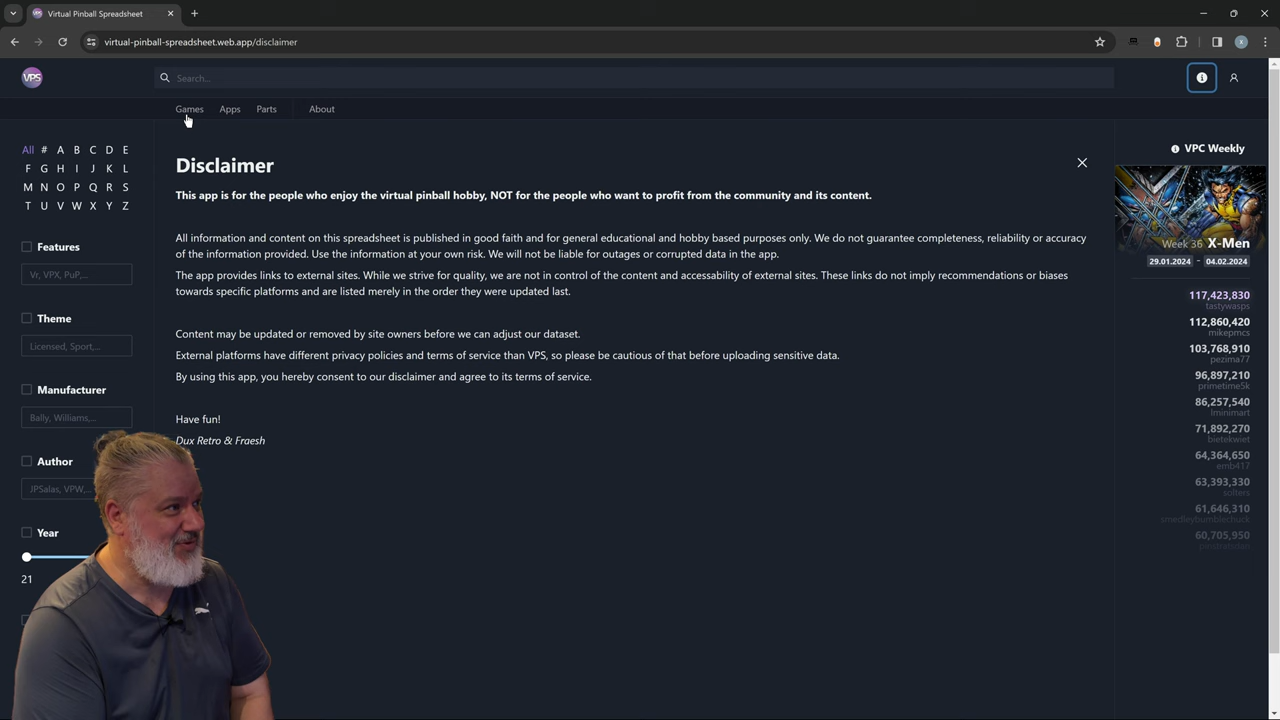 Virtual Pinball Spreadsheet
virtual-pinball-spreadsheet.web.app/disclaimer
X
VPS
Search...
Games Apps Parts About
All # A B C D E
F G H I J K L
M N O P Q R S
T U V W X Y Z
Features
Vr, VPX, PuP,...
Theme
Licensed, Sport,...
Manufacturer
Bally, Williams,...
Author
JPSalas, VPW,
Year
21
Disclaimer
This app is for the people who enjoy the virtual pinball hobby, NOT for the people who want to profit from the community and its content.
All information and content on this spreadsheet is published in good faith and for general educational and hobby based purposes only. We do not guarantee completeness, reliability or accuracy
of the information provided. Use the information at your own risk. We will not be liable for outages or corrupted data in the app.
The app provides links to external sites. While we strive for quality, we are not in control of the content and accessability of external sites. These links do not imply recommendations or biases
towards specific platforms and are listed merely in the order they were updated last.
Content may be updated or removed by site owners before we can adjust our dataset.
External platforms have different privacy policies and terms of service than VPS, so please be cautious of that before uploading sensitive data.
By using this app, you hereby consent to our disclaimer and agree to its terms of service.
Have fun!
Dux Retro & Fraesh
VPC Weekly
Week 36 X-Men
29.01.2024 - 04.02.2024
117,423,830
tastywasps
112,860,420
mikepmcs
103,768,910
pezima77
96,897,210
primetime5k
86,257,540
lminimart
71,892,270
bietekwiet
64,364,650
emb417
63,393,330
solters
61,646,310
smedleybumblechuck
60,705,950